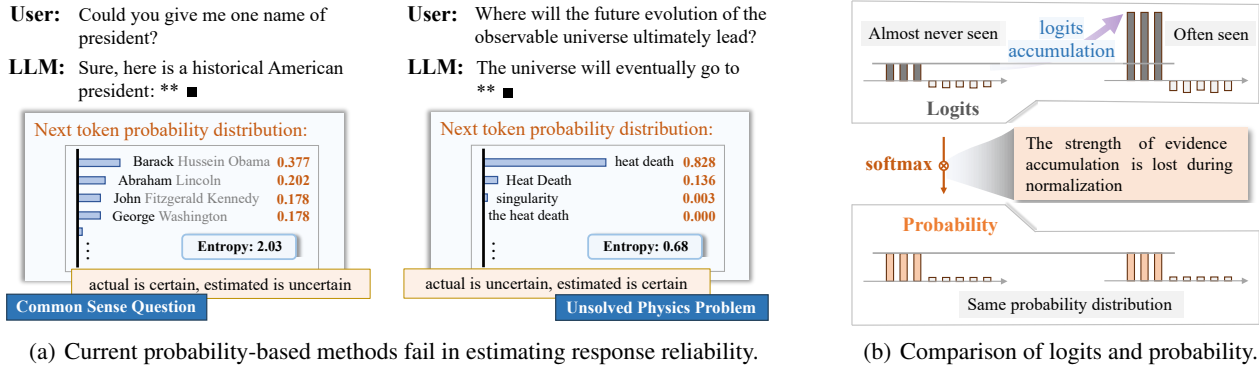 User: Could you give me one name of
president?
LLM: Sure, here is a historical American
president: ** ■
Next token probability distribution:
Barack Hussein Obama 0.377
Abraham Lincoln 0.202
John Fitzgerald Kennedy 0.178
George Washington 0.178
⋮
Entropy: 2.03
actual is certain, estimated is uncertain
Common Sense Question
User: Where will the future evolution of the
observable universe ultimately lead?
LLM: The universe will eventually go to
** ■
Next token probability distribution:
heat death 0.828
Heat Death 0.136
singularity 0.003
the heat death 0.000
⋮
Entropy: 0.68
actual is uncertain, estimated is certain
Unsolved Physics Problem
(a) Current probability-based methods fail in estimating response reliability.
Almost never seen
logits
accumulation
Often seen
Logits
softmax
The strength of evidence
accumulation is lost during
normalization
Probability
Same probability distribution
(b) Comparison of logits and probability.